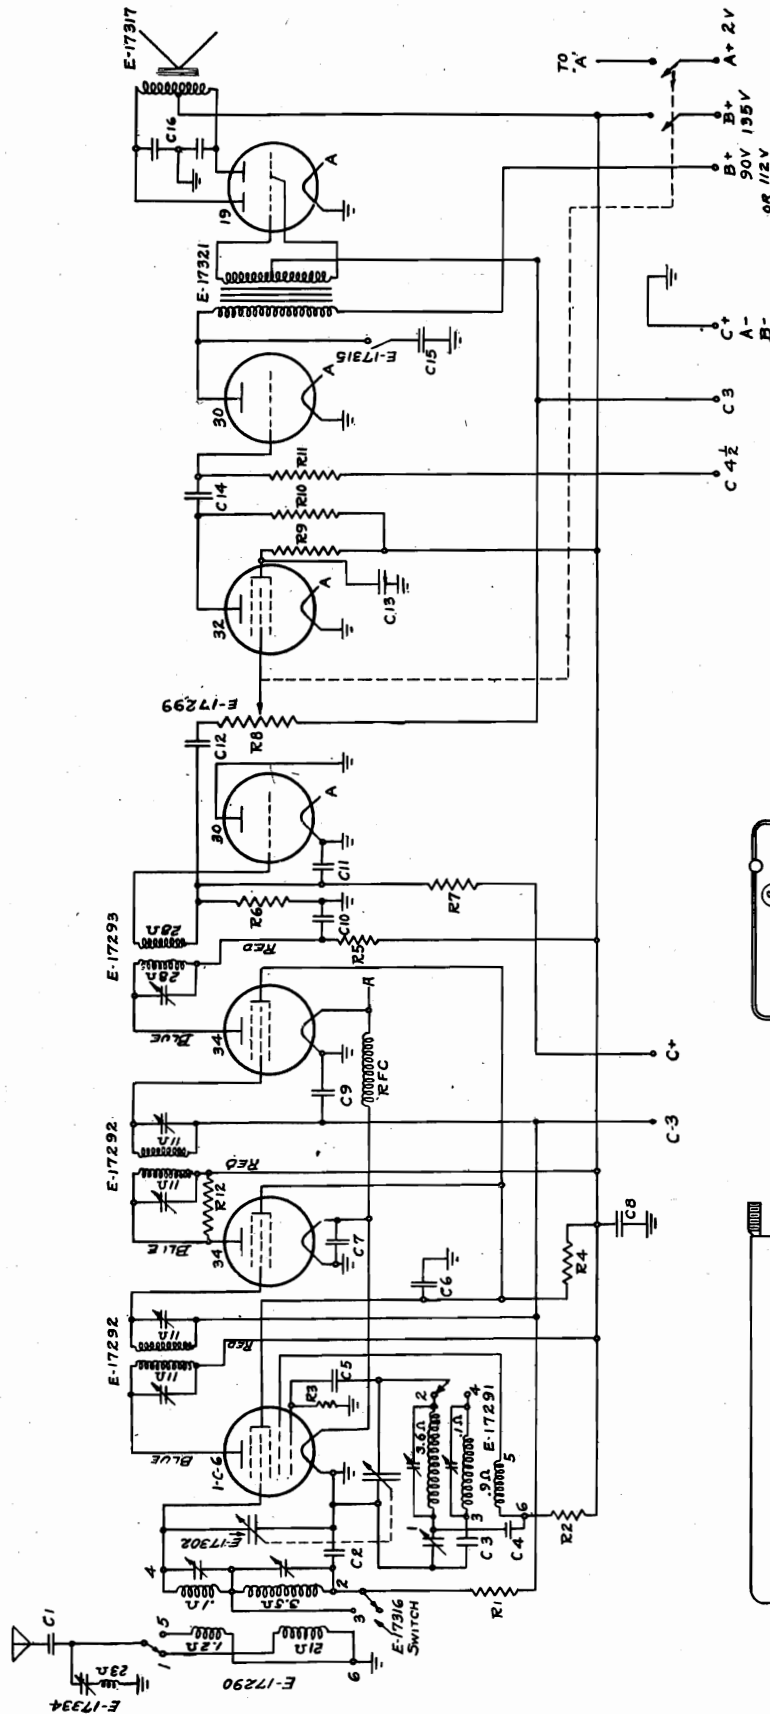 E-17317
C16
19
A
E-17321
E-17315
C15
30
A
C14
R11
R10
R9
32
A
C13
E-17299
R8
C12
30
A
C11
R6
C10
R5
R7
E-17293
28Ω
28Ω
RED
BLUE
34
A
C9
RFC
E-17292
11Ω
11Ω
RED
R12
BLUE
34
C7
E-17292
11Ω
11Ω
RED
BLUE
1-C-6
R3
C5
C6
R4
C8
3.6Ω
2
.1Ω
4
E-17291
.9Ω
5
1
3
6
C3
C4
R2
E-17302
4
.1Ω
3.5Ω
2
3
C2
E-17316
SWITCH
R1
C1
5
1
1.2Ω
21Ω
6
E-17290
23Ω
E-17334
TO
"A"
A+ 2V
B+
135V
B+
90V
OR 112V
C+
A-
B-
C3
C 4½
C+
C-3